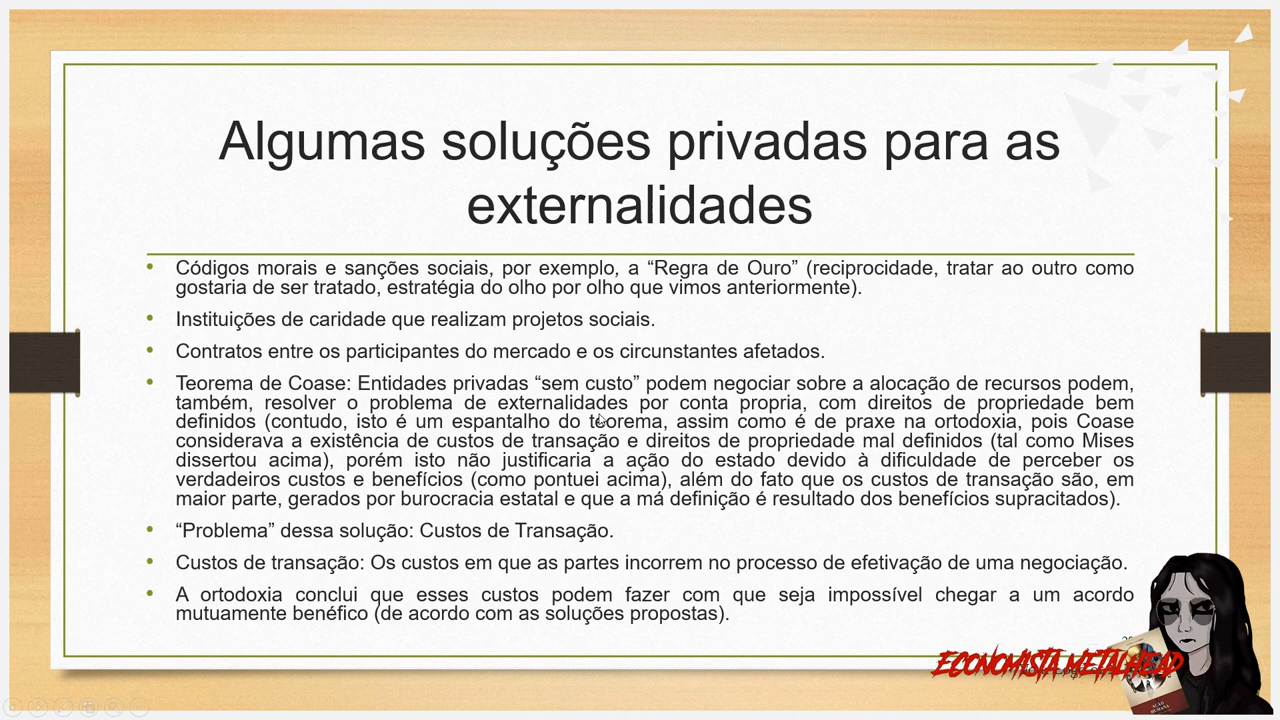 Algumas soluções privadas para as
externalidades
• Códigos morais e sanções sociais, por exemplo, a “Regra de Ouro” (reciprocidade, tratar ao outro como
gostaria de ser tratado, estratégia do olho por olho que vimos anteriormente).
• Instituições de caridade que realizam projetos sociais.
• Contratos entre os participantes do mercado e os circunstantes afetados.
• Teorema de Coase: Entidades privadas “sem custo” podem negociar sobre a alocação de recursos podem,
também, resolver o problema de externalidades por conta propria, com direitos de propriedade bem
definidos (contudo, isto é um espantalho do teorema, assim como é de praxe na ortodoxia, pois Coase
considerava a existência de custos de transação e direitos de propriedade mal definidos (tal como Mises
dissertou acima), porém isto não justificaria a ação do estado devido à dificuldade de perceber os
verdadeiros custos e benefícios (como pontuei acima), além do fato que os custos de transação são, em
maior parte, gerados por burocracia estatal e que a má definição é resultado dos benefícios supracitados).
• “Problema” dessa solução: Custos de Transação.
• Custos de transação: Os custos em que as partes incorrem no processo de efetivação de uma negociação.
• A ortodoxia conclui que esses custos podem fazer com que seja impossível chegar a um acordo
mutuamente benéfico (de acordo com as soluções propostas).
ECONOMISTA METALHEAD
AÇÃO
HUMANA